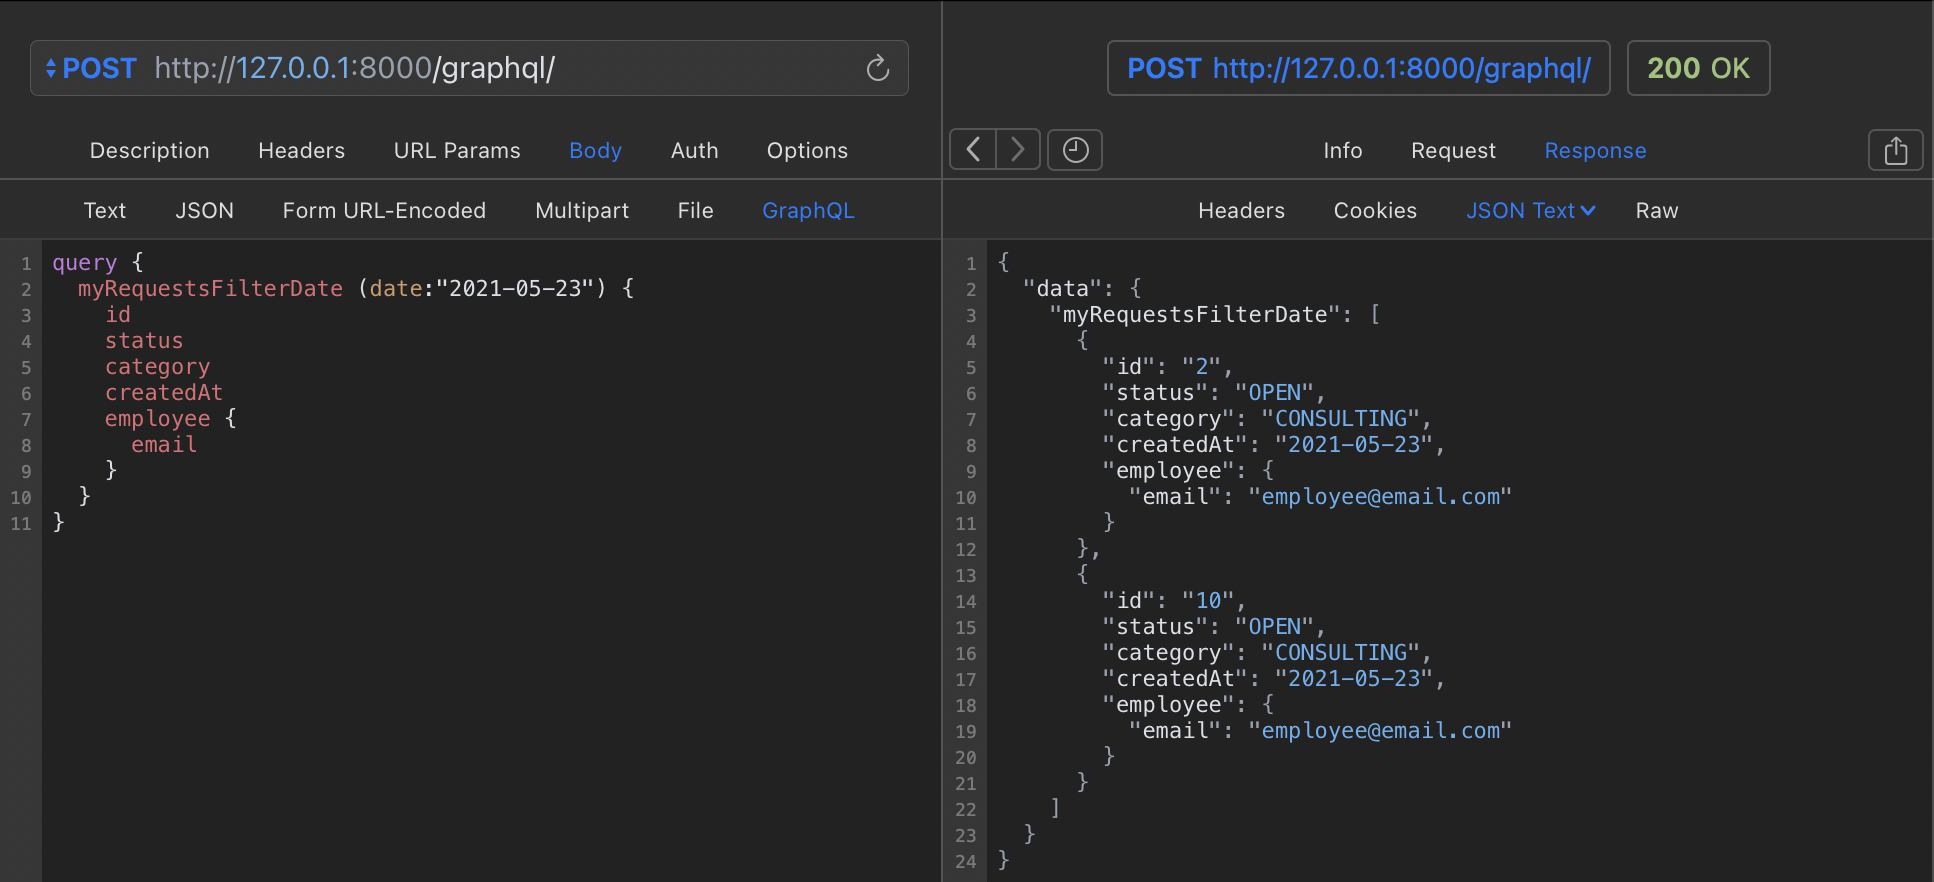 POST http://127.0.0.1:8000/graphql/
Description Headers URL Params Body Auth Options
Text JSON Form URL-Encoded Multipart File GraphQL
1 query {
2   myRequestsFilterDate (date:"2021-05-23") {
3     id
4     status
5     category
6     createdAt
7     employee {
8       email
9     }
10   }
11 }
POST http://127.0.0.1:8000/graphql/ 200 OK
Info Request Response
Headers Cookies JSON Text Raw
1 {
2   "data": {
3     "myRequestsFilterDate": [
4       {
5         "id": "2",
6         "status": "OPEN",
7         "category": "CONSULTING",
8         "createdAt": "2021-05-23",
9         "employee": {
10           "email": "employee@email.com"
11         }
12       },
13       {
14         "id": "10",
15         "status": "OPEN",
16         "category": "CONSULTING",
17         "createdAt": "2021-05-23",
18         "employee": {
19           "email": "employee@email.com"
20         }
21       }
22     ]
23   }
24 }